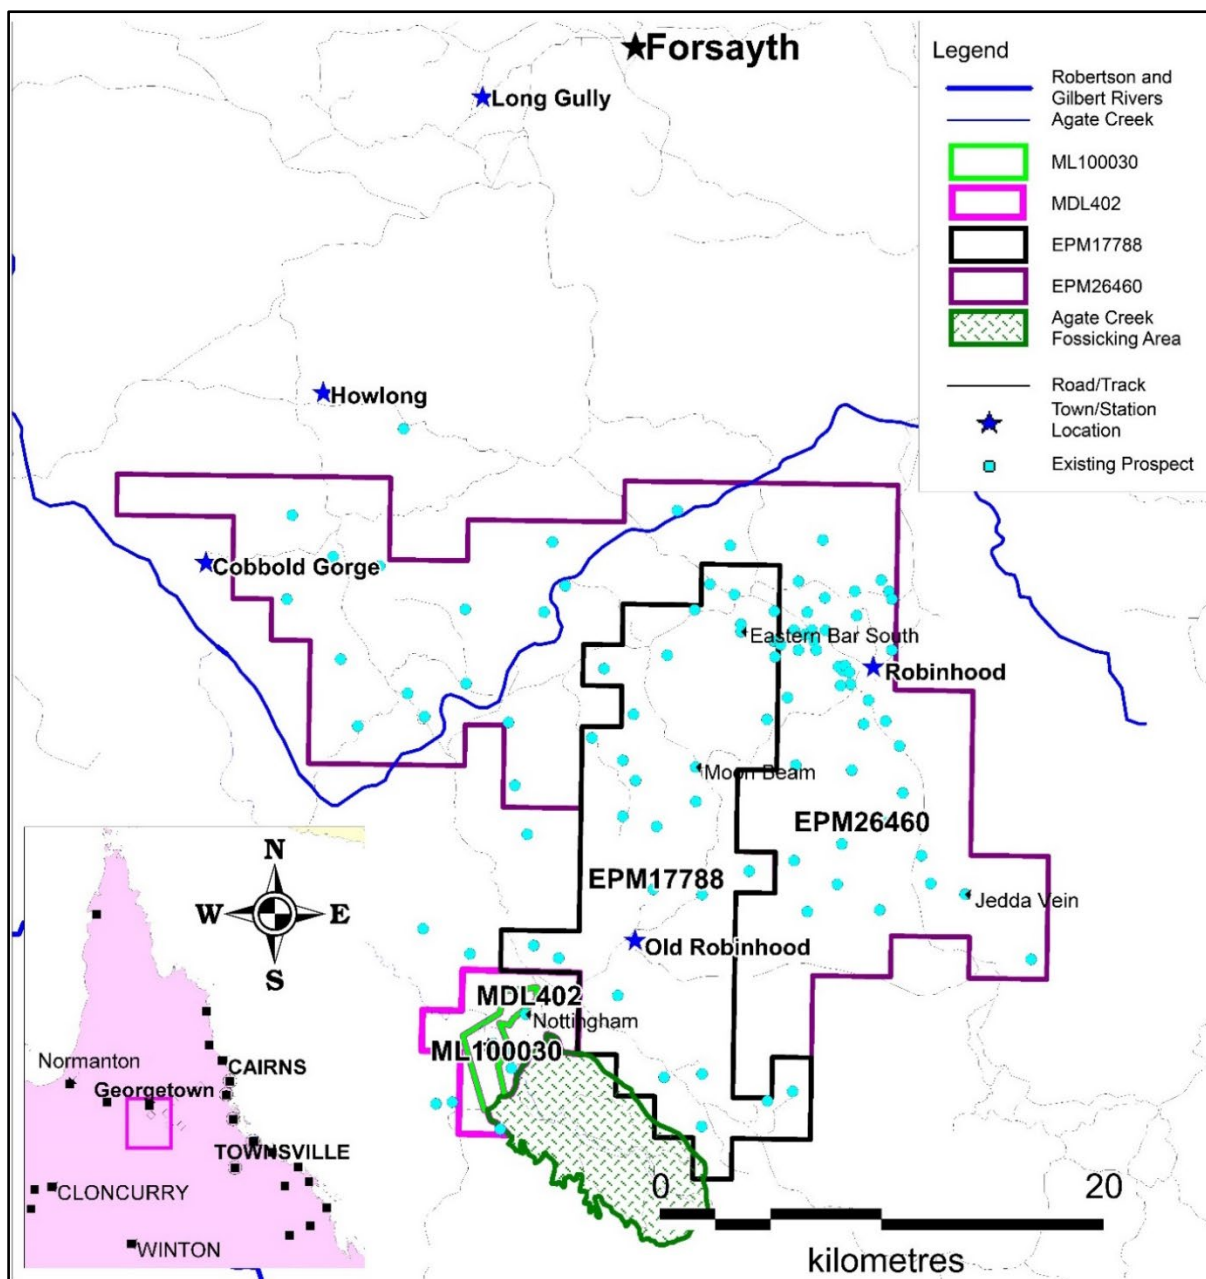 Forsayth
Long Gully
Legend
Robertson and
Gilbert Rivers
Agate Creek
ML100030
MDL402
EPM17788
EPM26460
Agate Creek
Fossicking Area
Road/Track
Town/Station
Location
Existing Prospect
Howlong
Cobbold Gorge
Eastern Bar South
Robinhood
Moon Beam
EPM26460
EPM17788
Jedda Vein
Old Robinhood
MDL402
Nottingham
ML100030
N
W E
S
Normanton
CAIRNS
Georgetown
TOWNSVILLE
CLONCURRY
WINTON
0 20
kilometres